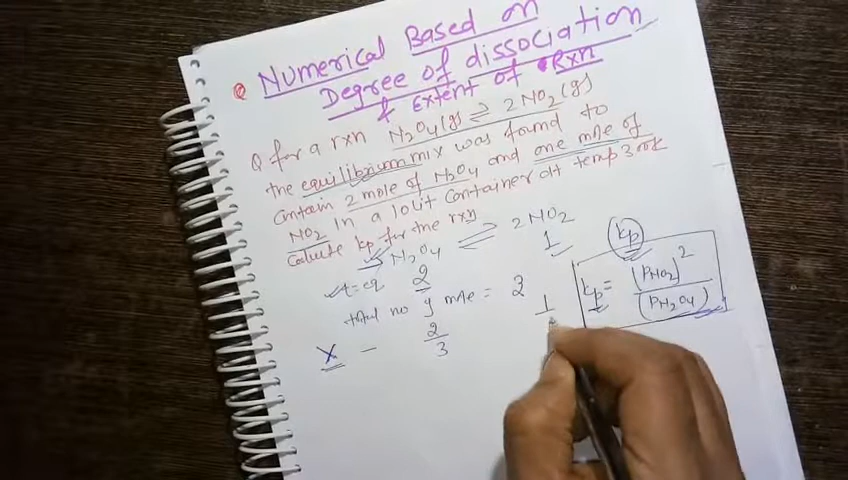 Q Numerical Based on
Degree of dissociation
& Extent of Rxn
Q for a rxn N₂O₄(g) ⇌ 2NO₂(g)
the equilibrium mix was found to
Contain 2 mole of N₂O₄ and one mole of
NO₂ In a 10 lit Container at temp 300K
Calculate kp for the rxn
N₂O₄ ⇌ 2NO₂
t=eq 2 1
total no of mole = 3
X - 2/3 1/
kp
kp = (PNO₂)² / (PN₂O₄)